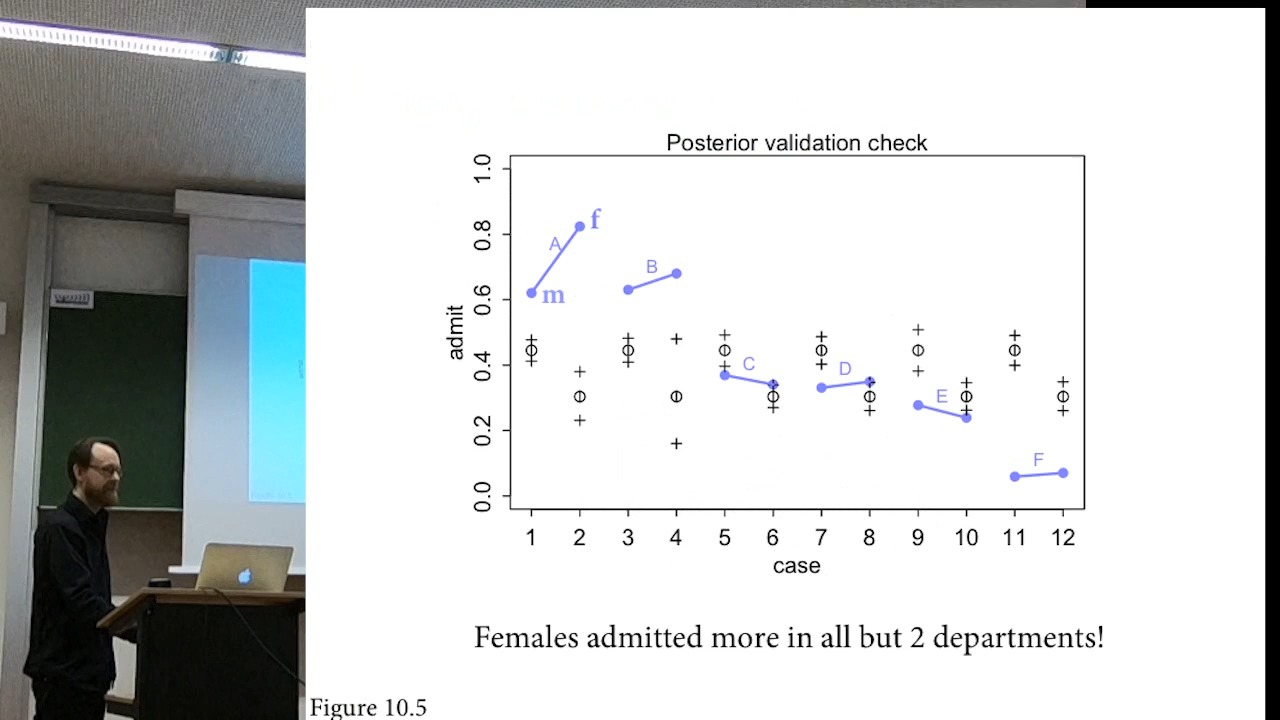 Posterior validation check
admit
1.0
0.8
0.6
0.4
0.2
0.0
A
f
m
B
C
D
E
F
1 2 3 4 5 6 7 8 9 10 11 12
case
Females admitted more in all but 2 departments!
Figure 10.5